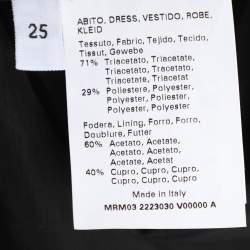 25
ABITO, DRESS, VESTIDO, ROBE,
KLEID
Tessuto, Fabric, Tejido, Tecido,
Tissut, Gewebe
71% Triacetato, Triacetate,
Triacetato, Triacetato,
Triacetate, Triacetat
29% Poliestere, Polyester,
Poliester, Poliester,
Polyester, Polyester
Fodera, Lining, Forro, Forro,
Doublure, Futter
60% Acetato, Acetate,
Acetato, Acetato,
Acetate, Acetat
40% Cupro, Cupro, Cupro,
Cupro, Cupro, Cupro
Made in Italy
MRM03 2223030 V00000 A